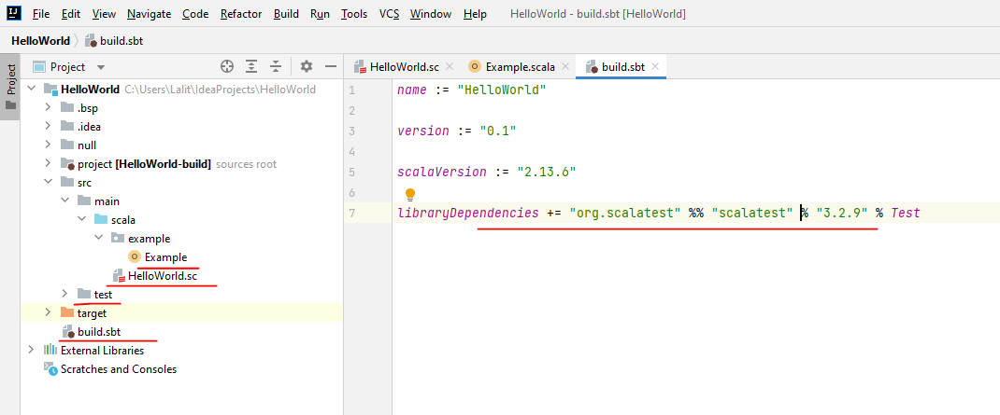 File Edit View Navigate Code Refactor Build Run Tools VCS Window Help HelloWorld - build.sbt [HelloWorld]
HelloWorld build.sbt
Project
Project
HelloWorld.sc Example.scala build.sbt
HelloWorld C:\Users\Lalit\IdeaProjects\HelloWorld
.bsp
.idea
null
project [HelloWorld-build] sources root
src
main
scala
example
Example
HelloWorld.sc
test
target
build.sbt
External Libraries
Scratches and Consoles
1 name := "HelloWorld"
2
3 version := "0.1"
4
5 scalaVersion := "2.13.6"
6
7 libraryDependencies += "org.scalatest" %% "scalatest" % "3.2.9" % Test